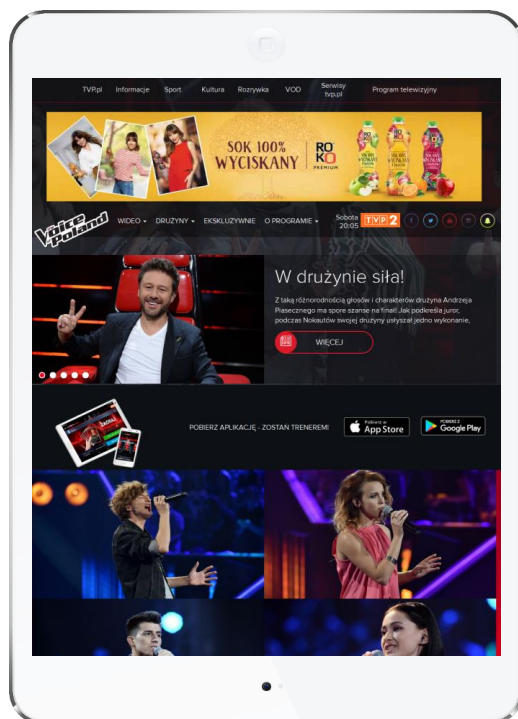 TVP.pl Informacje Sport Kultura Rozrywka VOD Serwisy tvp.pl Program telewizyjny
SOK 100%
WYCISKANY
ROKO
PREMIUM
The
Voice
Poland
WIDEO DRUŻYNY EKSKLUZYWNIE O PROGRAMIE
Sobota
20:05
TVP 2
W drużynie siła!
Z taką różnorodnością głosów i charakterów drużyna Andrzeja
Piasecznego ma spore szanse na finał! Jak podkreśla juror,
podczas Nokautów swojej drużyny usłyszał jedno wykonanie,
WIĘCEJ
POBIERZ APLIKACJĘ - ZOSTAŃ TRENEREM!
Pobierz w
App Store
POBIERZ Z
Google Play